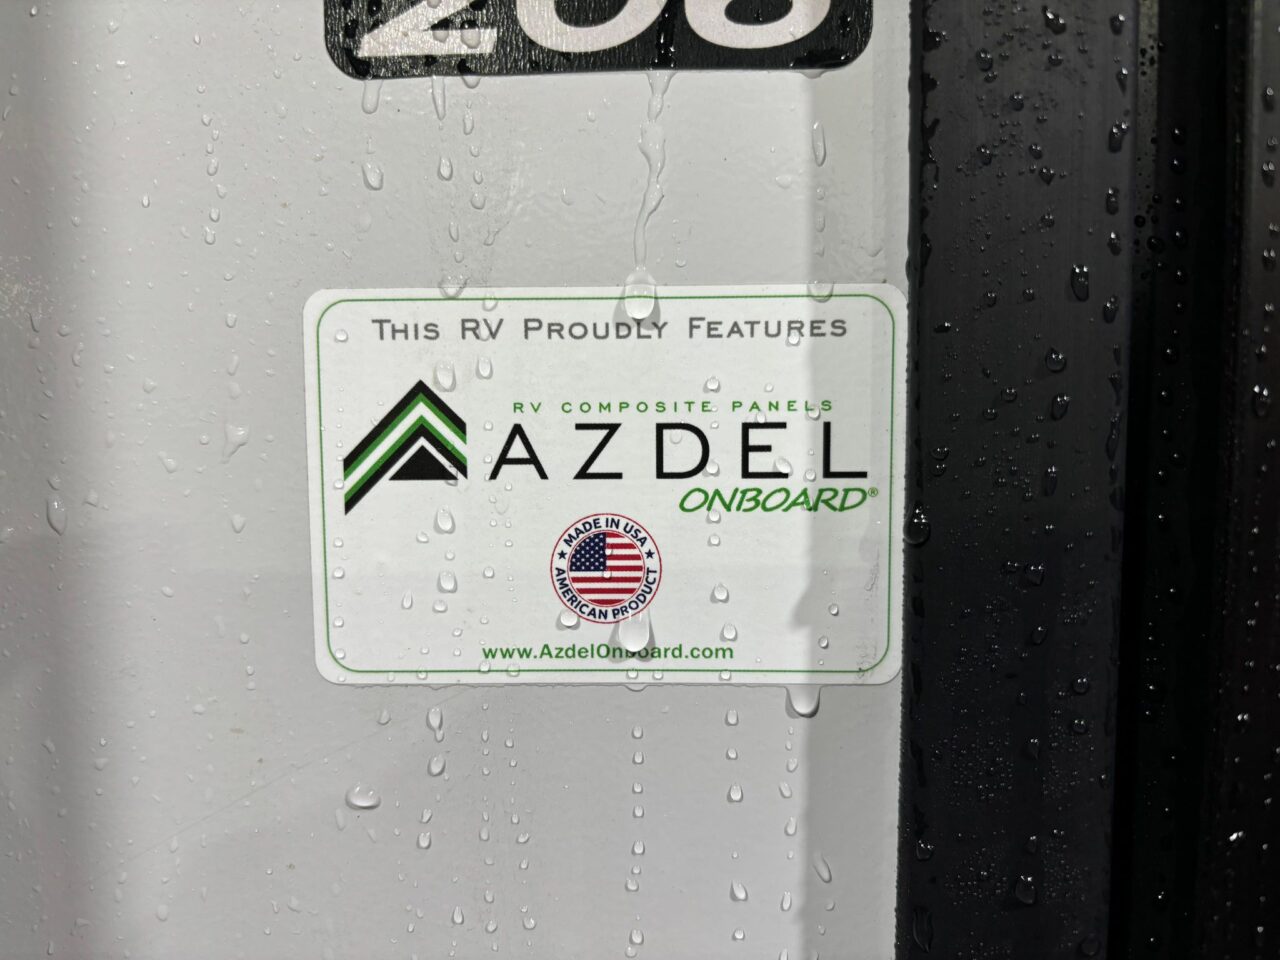 This RV Proudly Features
RV COMPOSITE PANELS
AZDEL
ONBOARD®
MADE IN USA
AMERICAN PRODUCT
www.AzdelOnboard.com